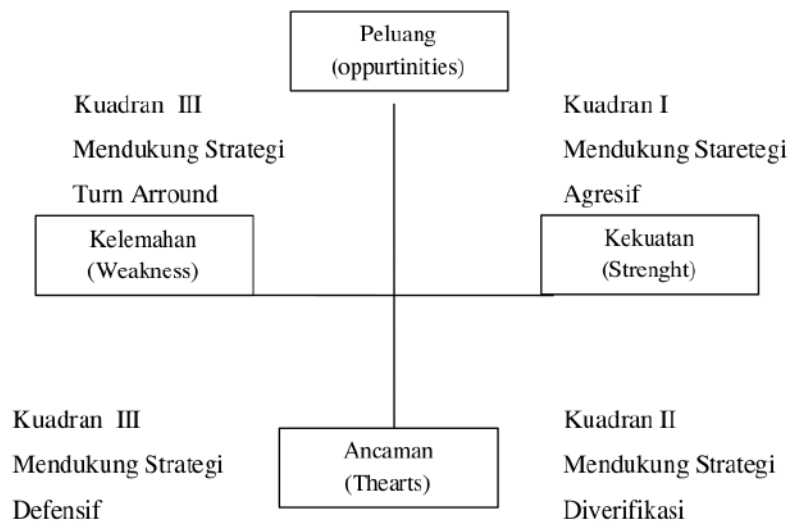 Peluang
(oppurtinities)
Kuadran III
Mendukung Strategi
Turn Arround
Kuadran I
Mendukung Staretegi
Agresif
Kelemahan
(Weakness)
Kekuatan
(Strenght)
Kuadran III
Mendukung Strategi
Defensif
Ancaman
(Thearts)
Kuadran II
Mendukung Strategi
Diverifikasi